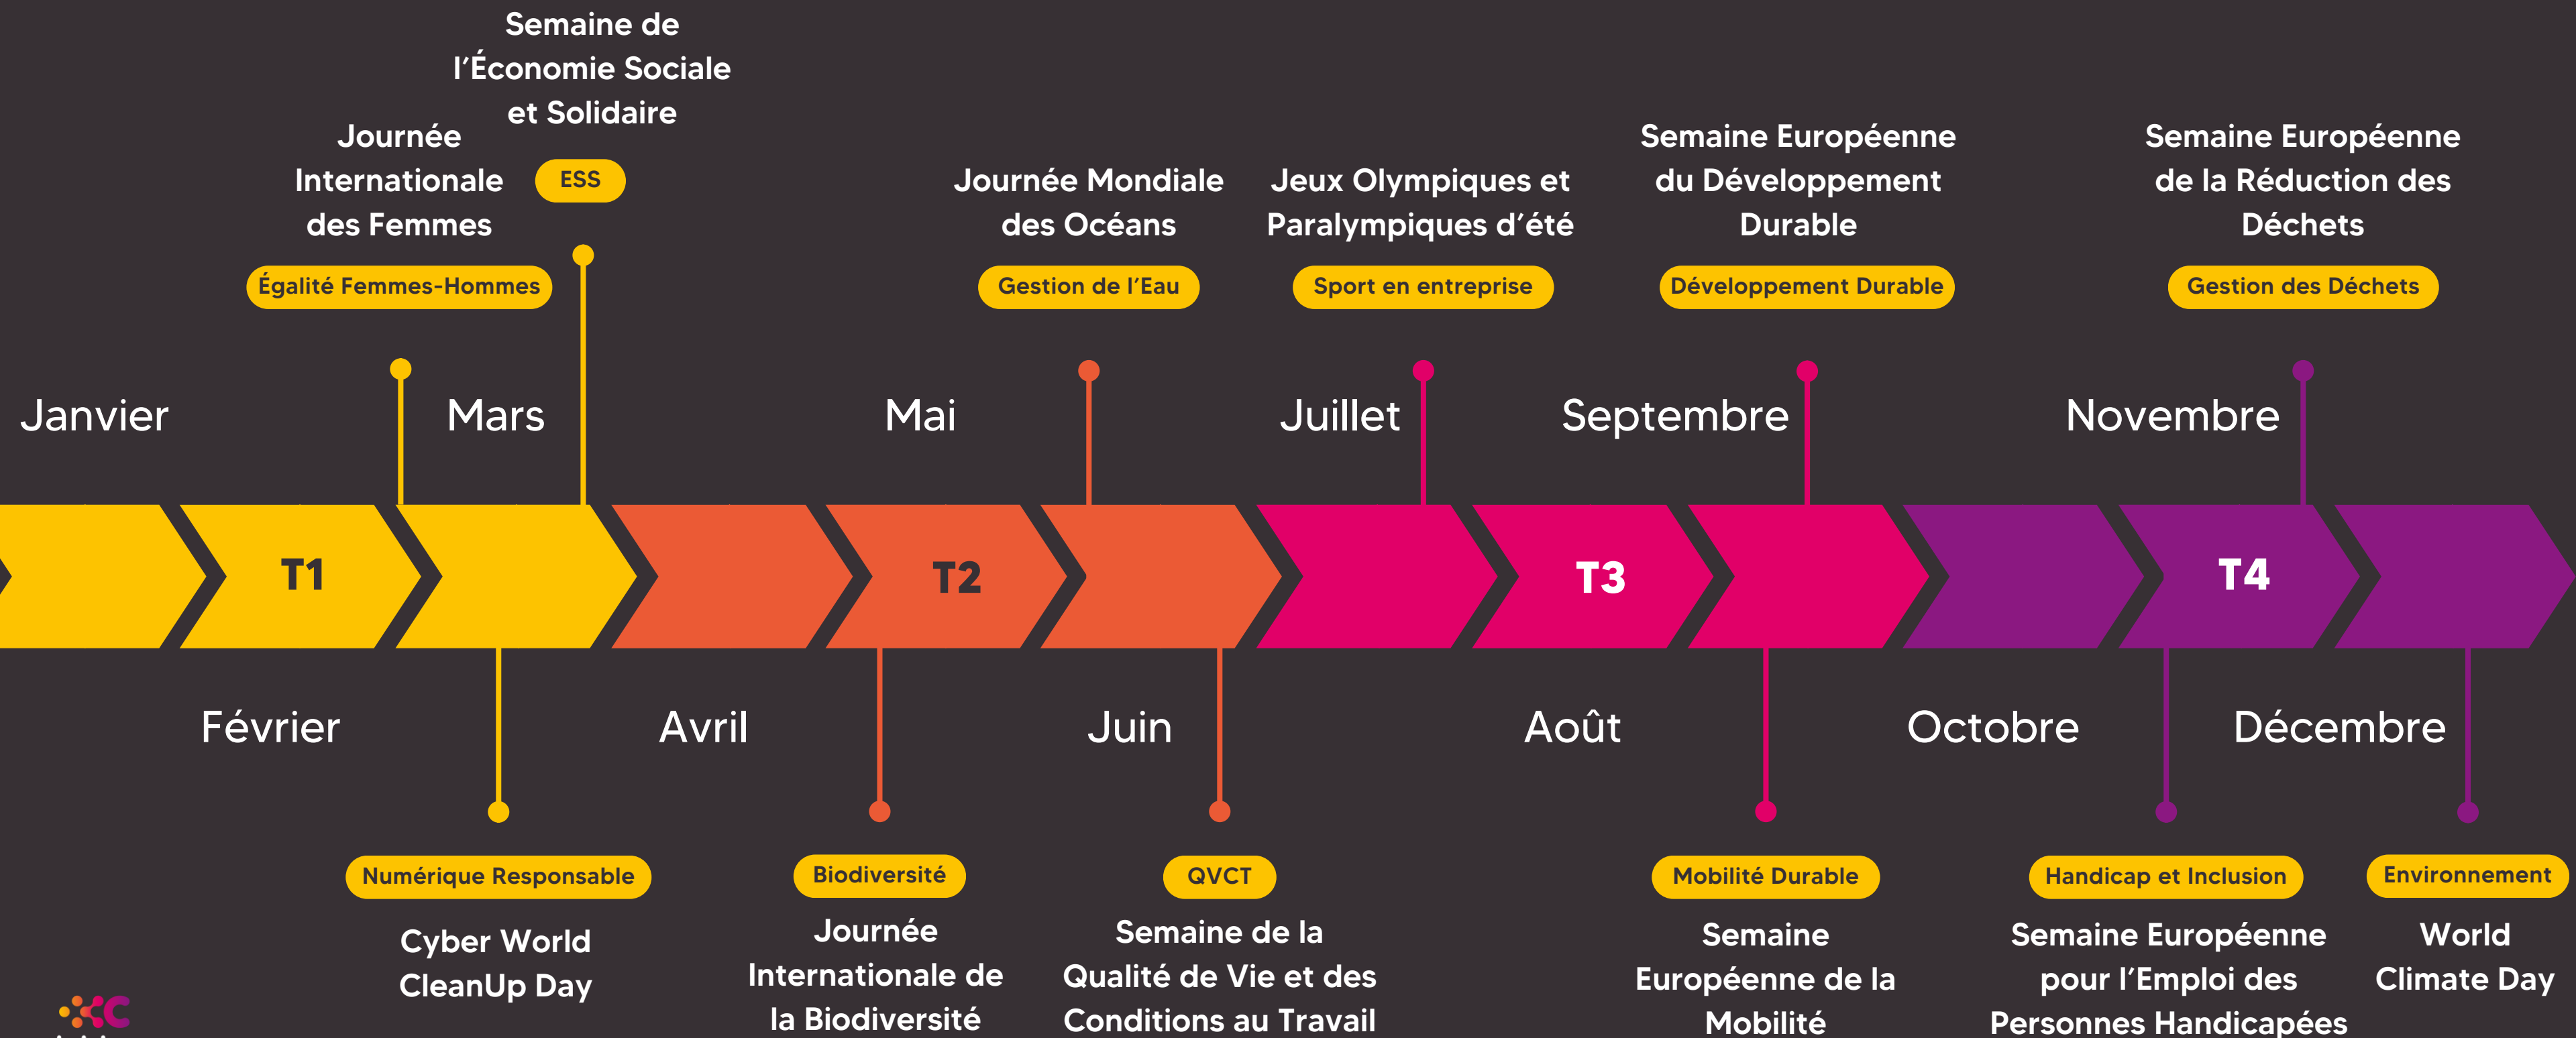 Semaine de
l'Économie Sociale
et Solidaire
ESS
Journée
Internationale
des Femmes
Égalité Femmes-Hommes
Journée Mondiale
des Océans
Gestion de l'Eau
Jeux Olympiques et
Paralympiques d'été
Sport en entreprise
Semaine Européenne
du Développement
Durable
Développement Durable
Semaine Européenne
de la Réduction des
Déchets
Gestion des Déchets
Janvier
Mars
Mai
Juillet
Septembre
Novembre
T1
T2
T3
T4
Février
Avril
Juin
Août
Octobre
Décembre
Numérique Responsable
Cyber World
CleanUp Day
Biodiversité
Journée
Internationale de
la Biodiversité
QVCT
Semaine de la
Qualité de Vie et des
Conditions au Travail
Mobilité Durable
Semaine
Européenne de la
Mobilité
Handicap et Inclusion
Semaine Européenne
pour l'Emploi des
Personnes Handicapées
Environnement
World
Climate Day